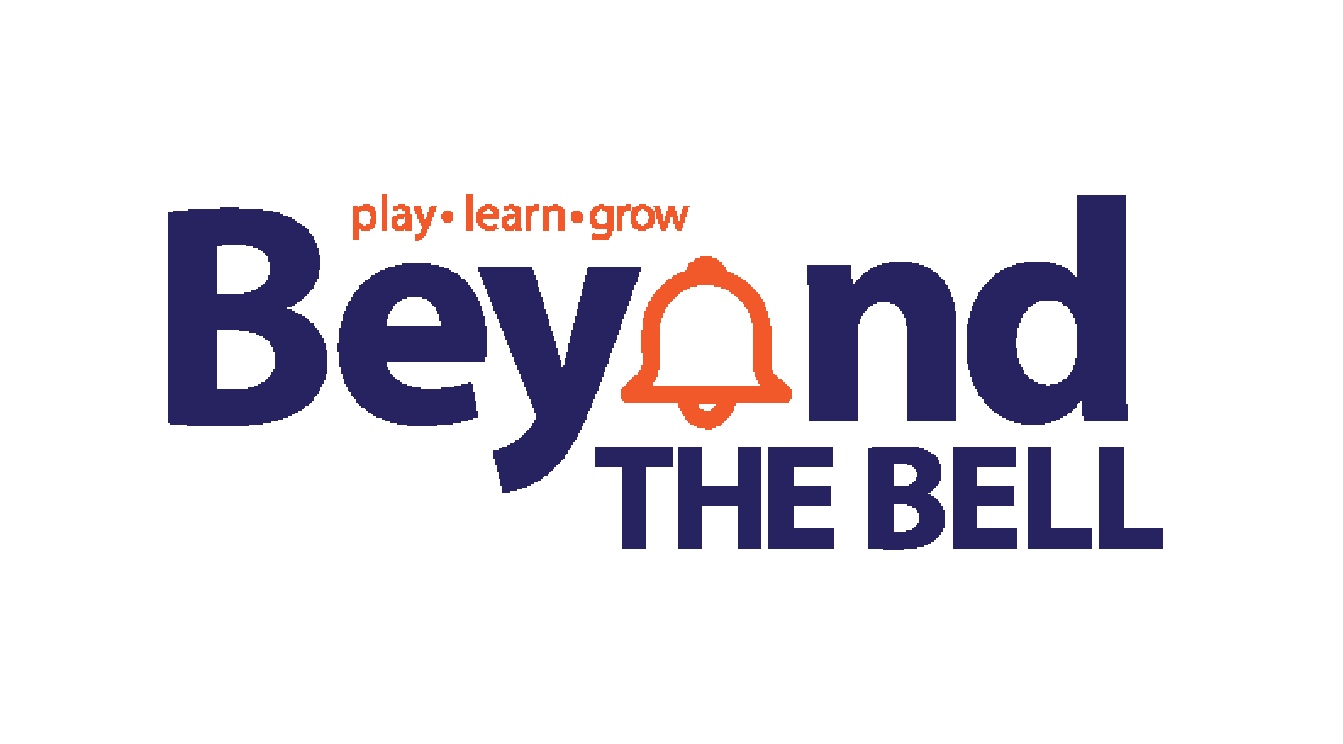 play • learn • grow
Beyond
THE BELL